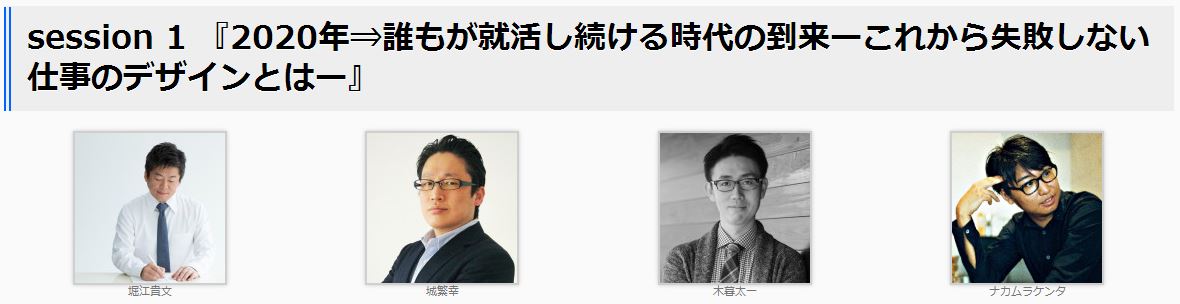 session 1 『2020年⇒誰もが就活し続ける時代の到来ーこれから失敗しない
仕事のデザインとはー』
堀江貴文
城繁幸
木暮太一
ナカムラケンタ